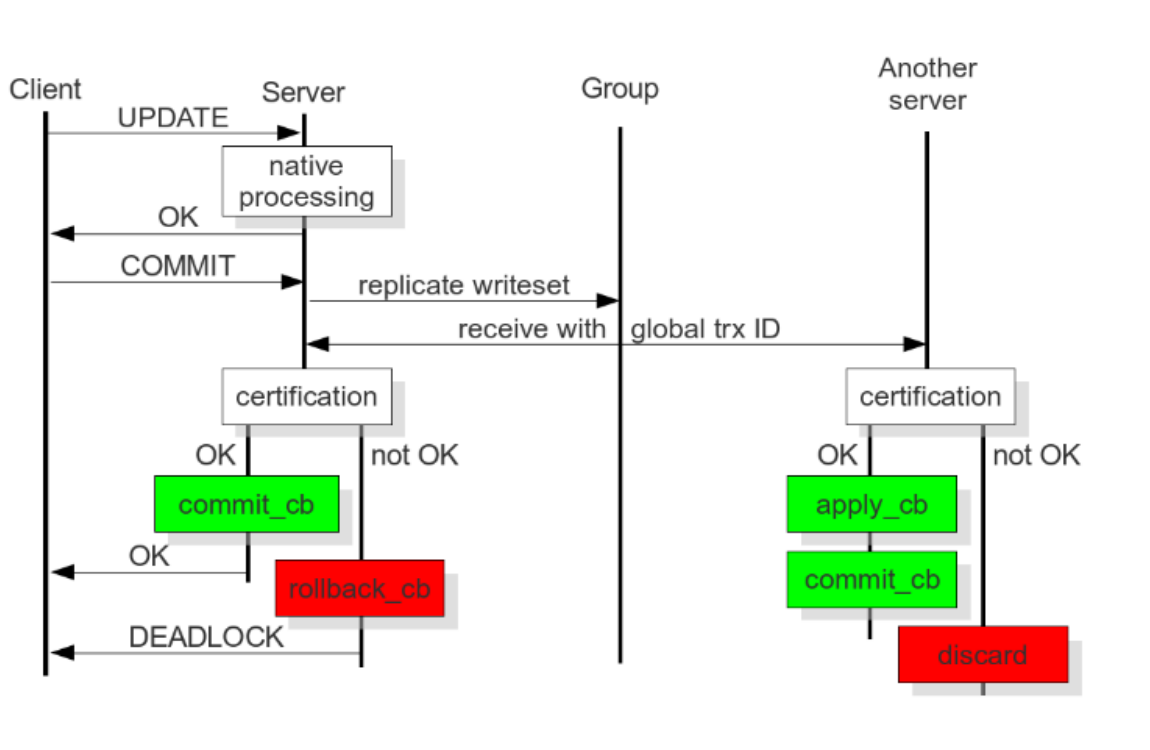 Client
Server
Group
Another
server
UPDATE
native
processing
OK
COMMIT
replicate writeset
receive with global trx ID
certification
certification
OK
not OK
OK
not OK
commit_cb
apply_cb
OK
rollback_cb
commit_cb
DEADLOCK
discard